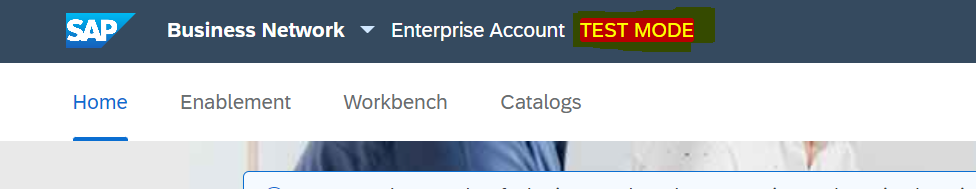 SAP Business Network Enterprise Account TEST MODE
Home Enablement Workbench Catalogs